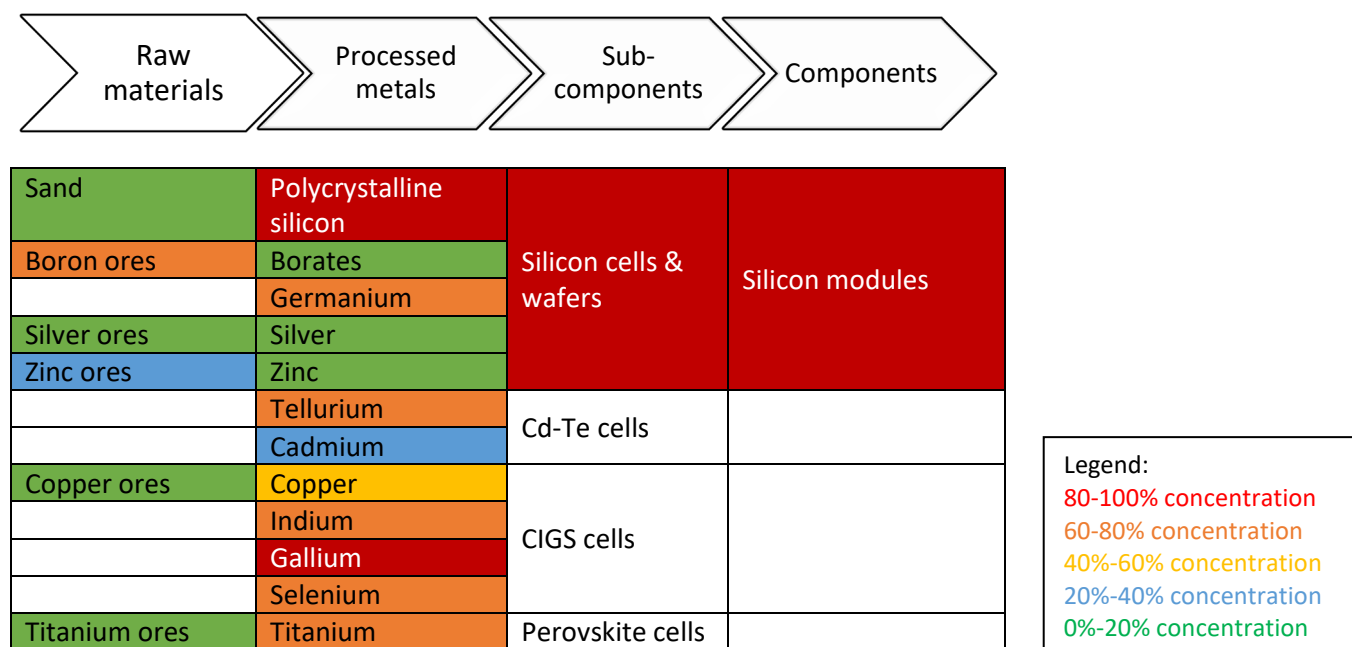 Raw
materials
Processed
metals
Sub-
components
Components
Sand
Polycrystalline
silicon
Silicon cells &
wafers
Silicon modules
Boron ores
Borates
Germanium
Silver ores
Silver
Zinc ores
Zinc
Tellurium
Cd-Te cells
Cadmium
Copper ores
Copper
CIGS cells
Indium
Gallium
Selenium
Titanium ores
Titanium
Perovskite cells
Legend:
80-100% concentration
60-80% concentration
40%-60% concentration
20%-40% concentration
0%-20% concentration